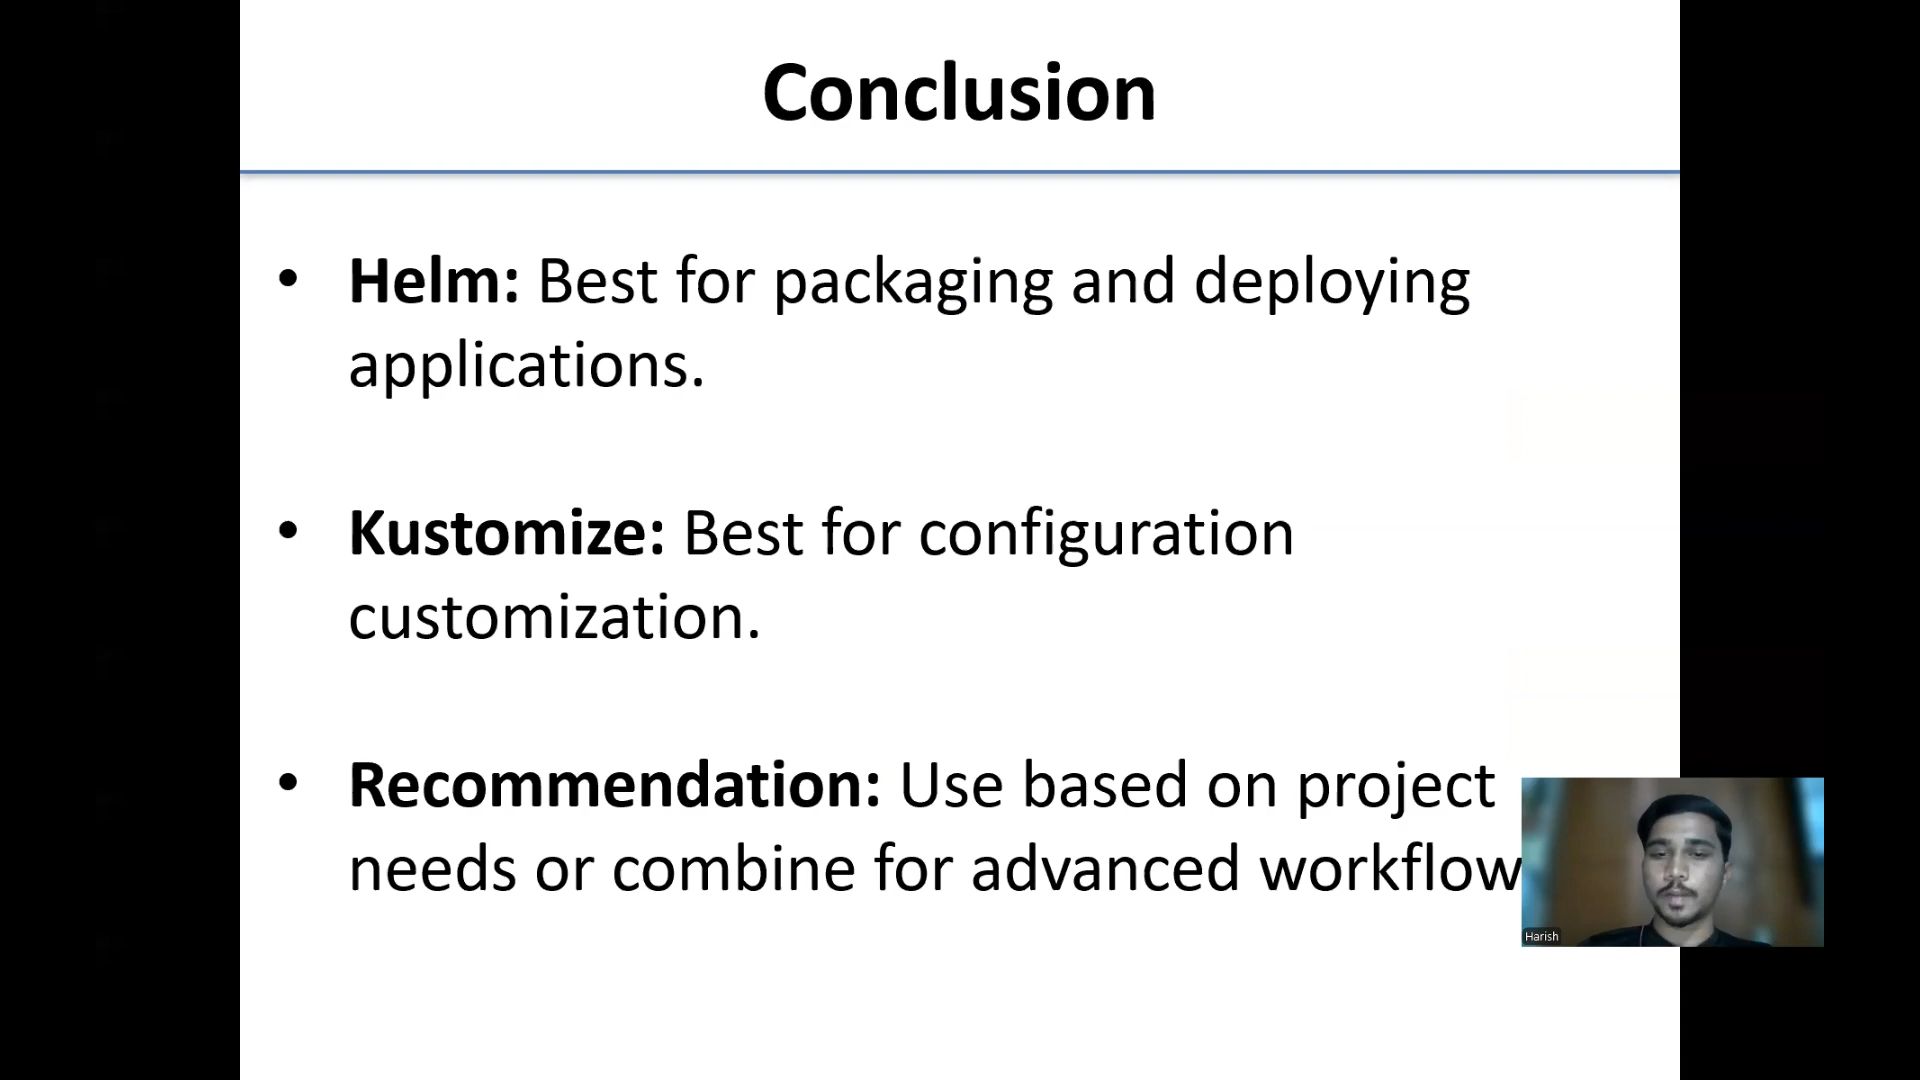 Conclusion
• Helm: Best for packaging and deploying
applications.
• Kustomize: Best for configuration
customization.
• Recommendation: Use based on project
needs or combine for advanced workflow
Harish